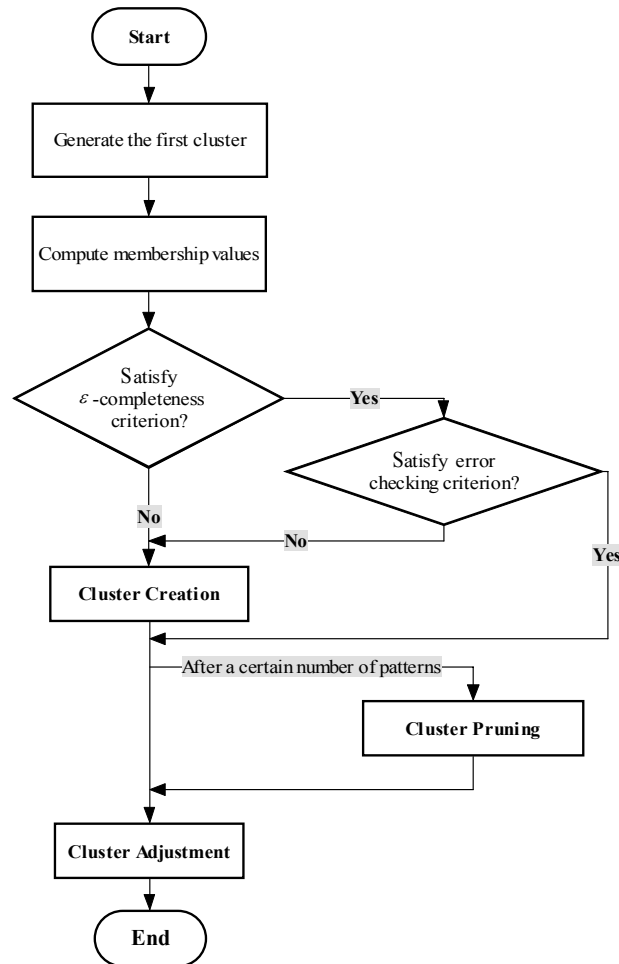 Start
Generate the first cluster
Compute membership values
Satisfy
ε -completeness
criterion?
Yes
Satisfy error
checking criterion?
No
No
Yes
Cluster Creation
After a certain number of patterns
Cluster Pruning
Cluster Adjustment
End